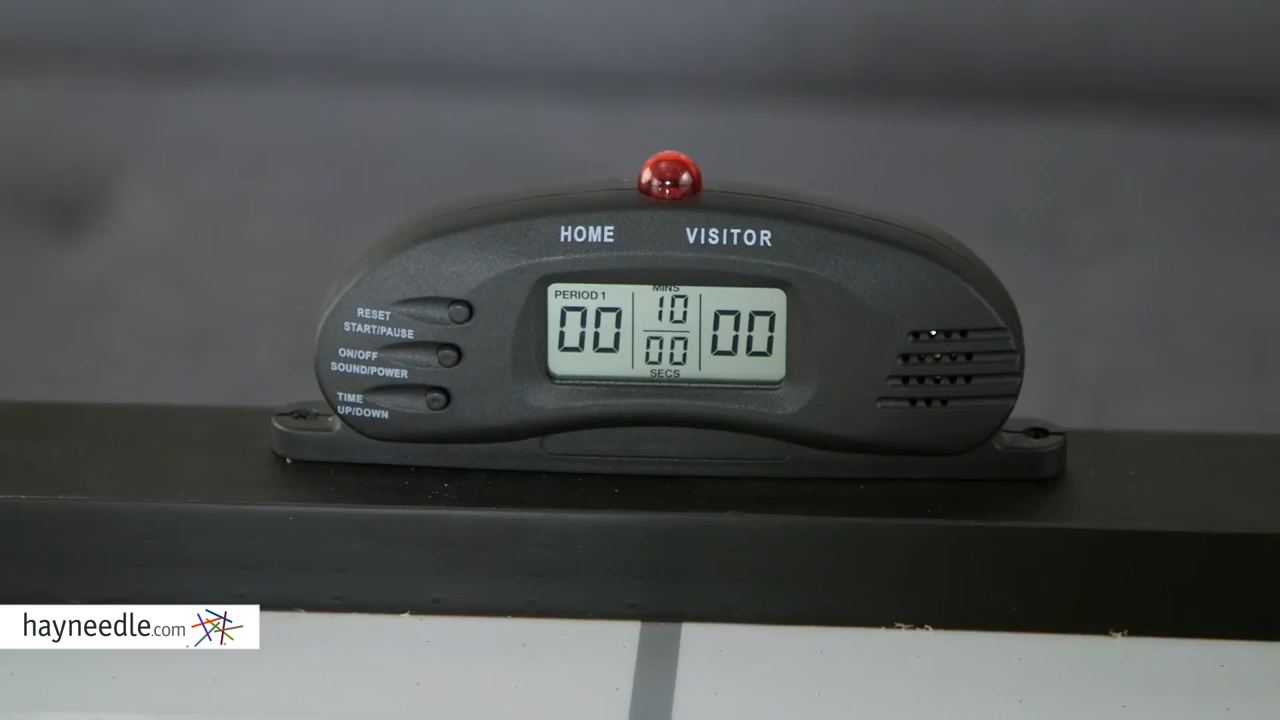 HOME VISITOR
PERIOD 1
MINS
00 10 00
00
SECS
RESET
START/PAUSE
ON/OFF
SOUND/POWER
TIME
UP/DOWN
hayneedle.com